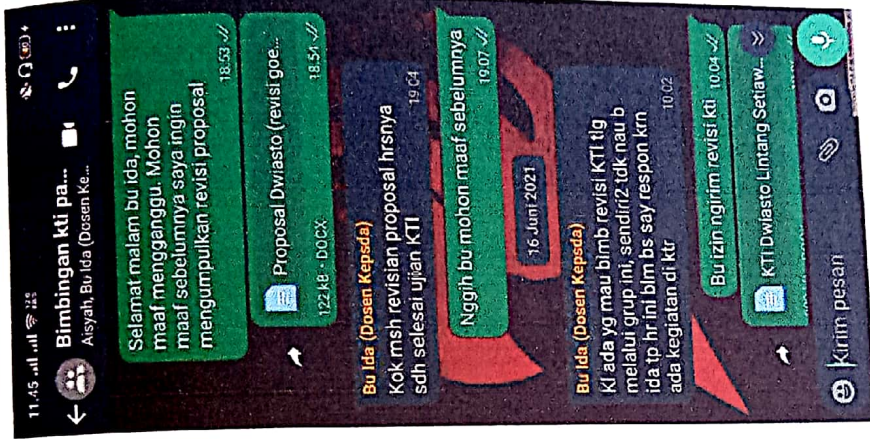 11.45
Bimbingan kti pa...
Aisyah, Bu Ida (Dosen Ke...
Selamat malam bu ida, mohon
maaf mengganggu. Mohon
maaf sebelumnya saya ingin
mengumpulkan revisi proposal
18.53
Proposal Dwiasto (revisi goe...
122 kB · DOCX
18.54
Bu Ida (Dosen Kepsda)
Kok msh revisian proposal hrsnya
sdh selesai ujian KTI
19.04
Nggih bu mohon maaf sebelumnya
19.07
16 Juni 2021
Bu Ida (Dosen Kepsda)
Kl ada yg mau bimb revisi KTI tlg
melalui grup ini, sendiri2 tdk nau b
ida tp hr ini blm bs say respon krn
ada kegiatan di ktr
10.02
Bu izin ngirim revisi kti
10.04
KTI Dwiasto Lintang Setiaw...
Kirim pesan